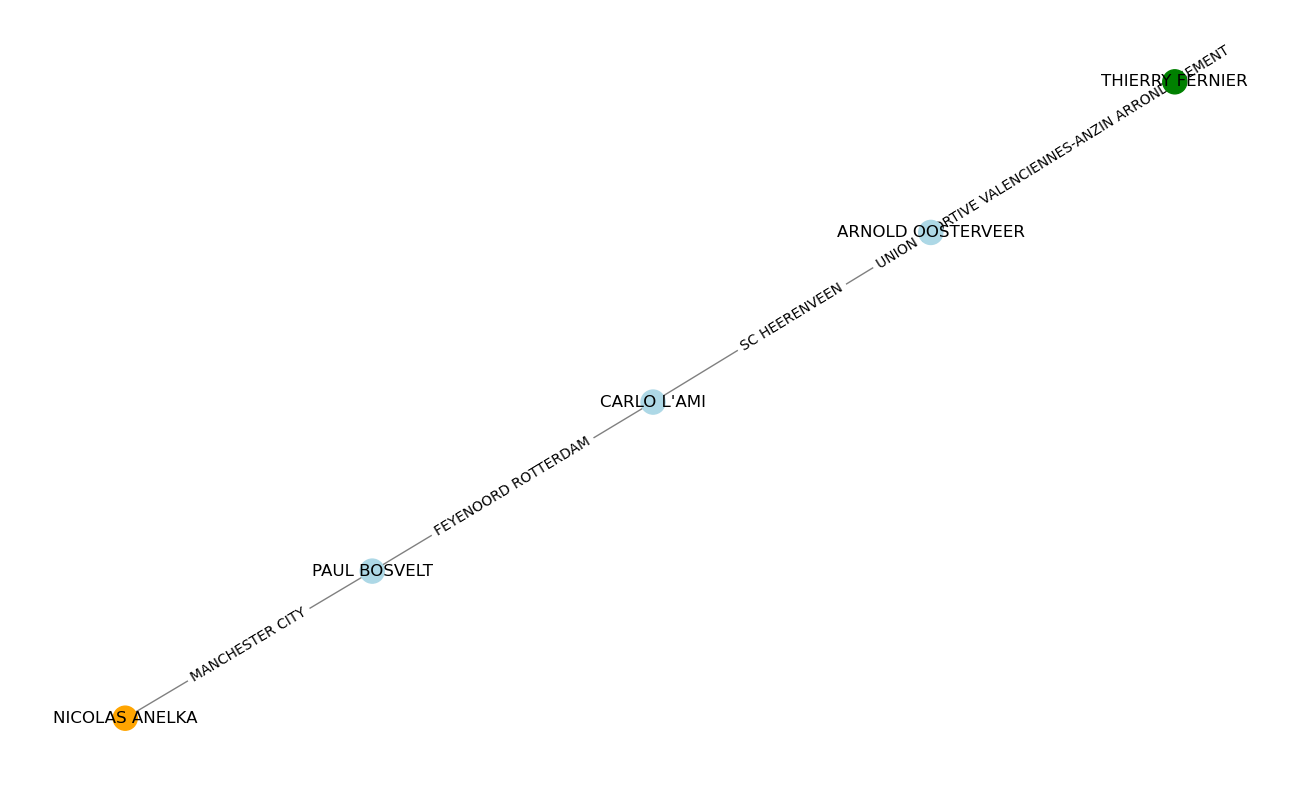 THIERRY FERNIER
UNION SPORTIVE VALENCIENNES-ANZIN ARRONDISSEMENT
ARNOLD OOSTERVEER
SC HEERENVEEN
CARLO L'AMI
FEYENOORD ROTTERDAM
PAUL BOSVELT
MANCHESTER CITY
NICOLAS ANELKA